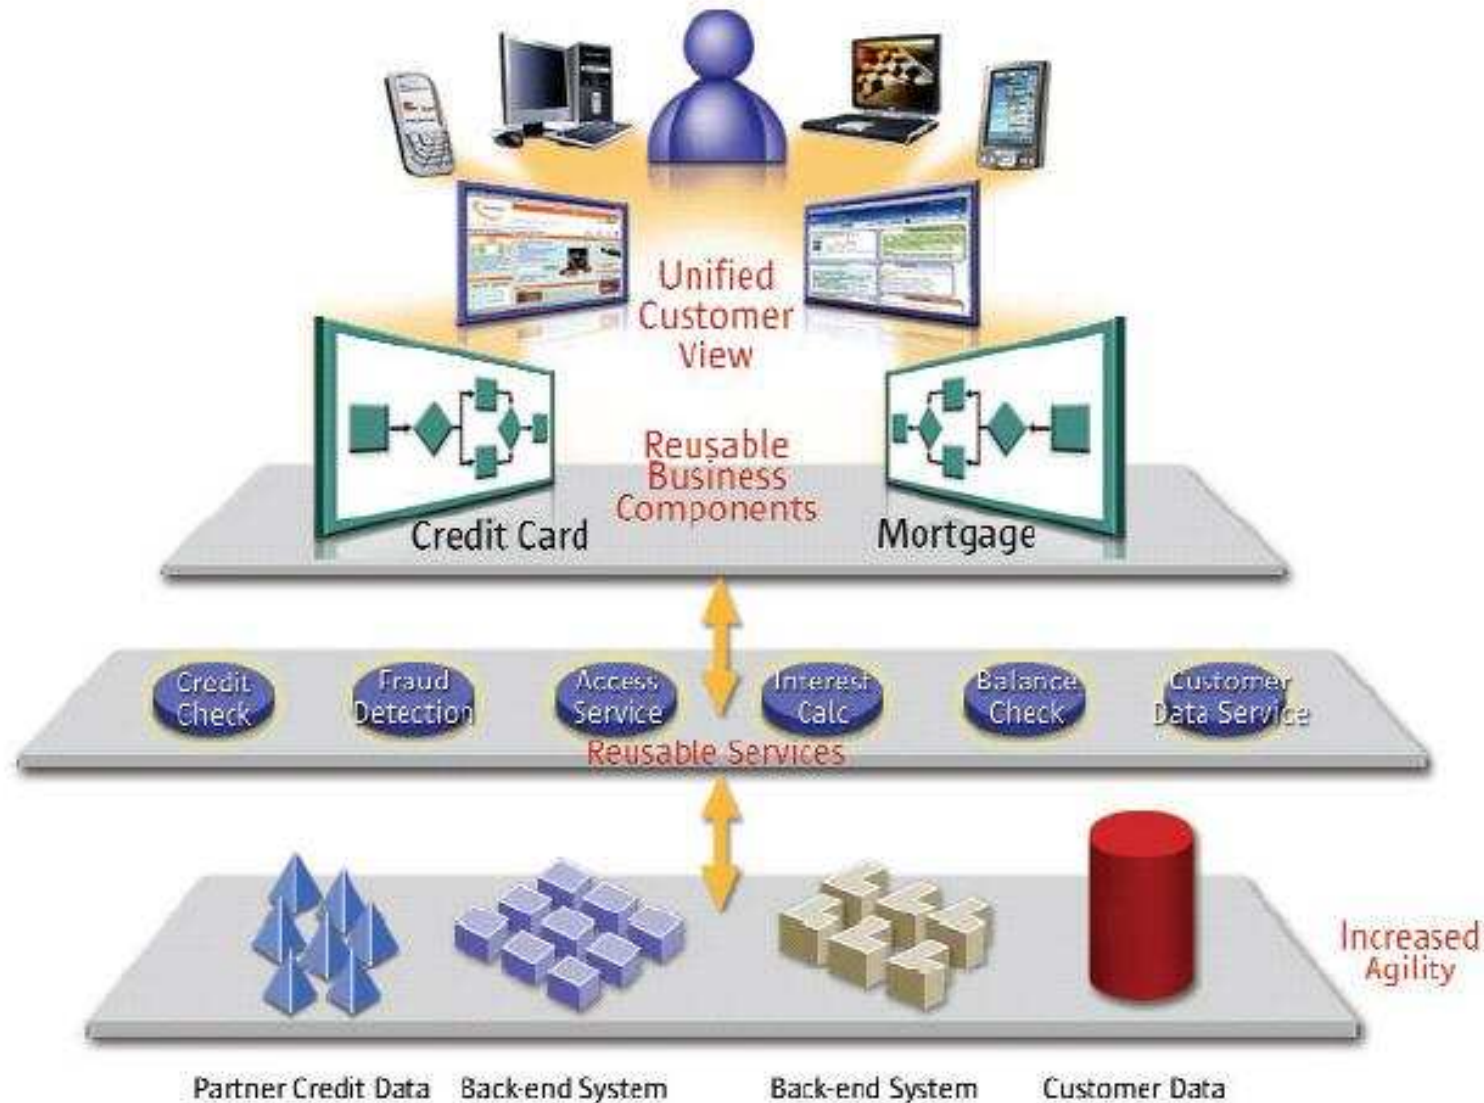 Unified
Customer
View
Reusable
Business
Components
Credit Card
Mortgage
Credit
Check
Fraud
Detection
Access
Service
Interest
Calc
Balance
Check
Customer
Data Service
Reusable Services
Increased
Agility
Partner Credit Data
Back-end System
Back-end System
Customer Data